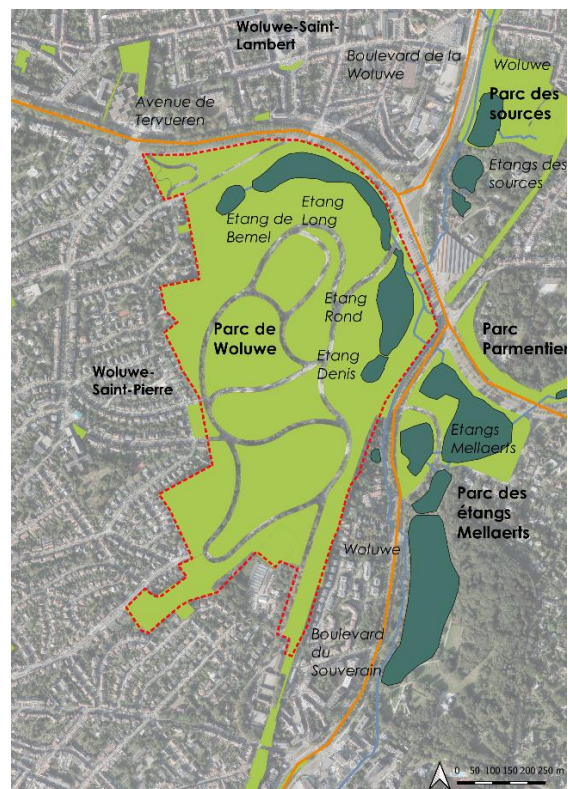 Woluwe-Saint-
Lambert
Boulevard de la
Woluwe
Woluwe
Parc des
sources
Avenue de
Tervueren
Etangs des
sources
Etang
Long
Etang de
Bemel
Etang
Rond
Parc de
Woluwe
Parc
Parmentier
Etang
Denis
Woluwe-
Saint-Pierre
Etangs
Mellaerts
Parc des
étangs
Mellaerts
Woluwe
Boulevard
du
Souverain
0 50 100 150 200 250 m